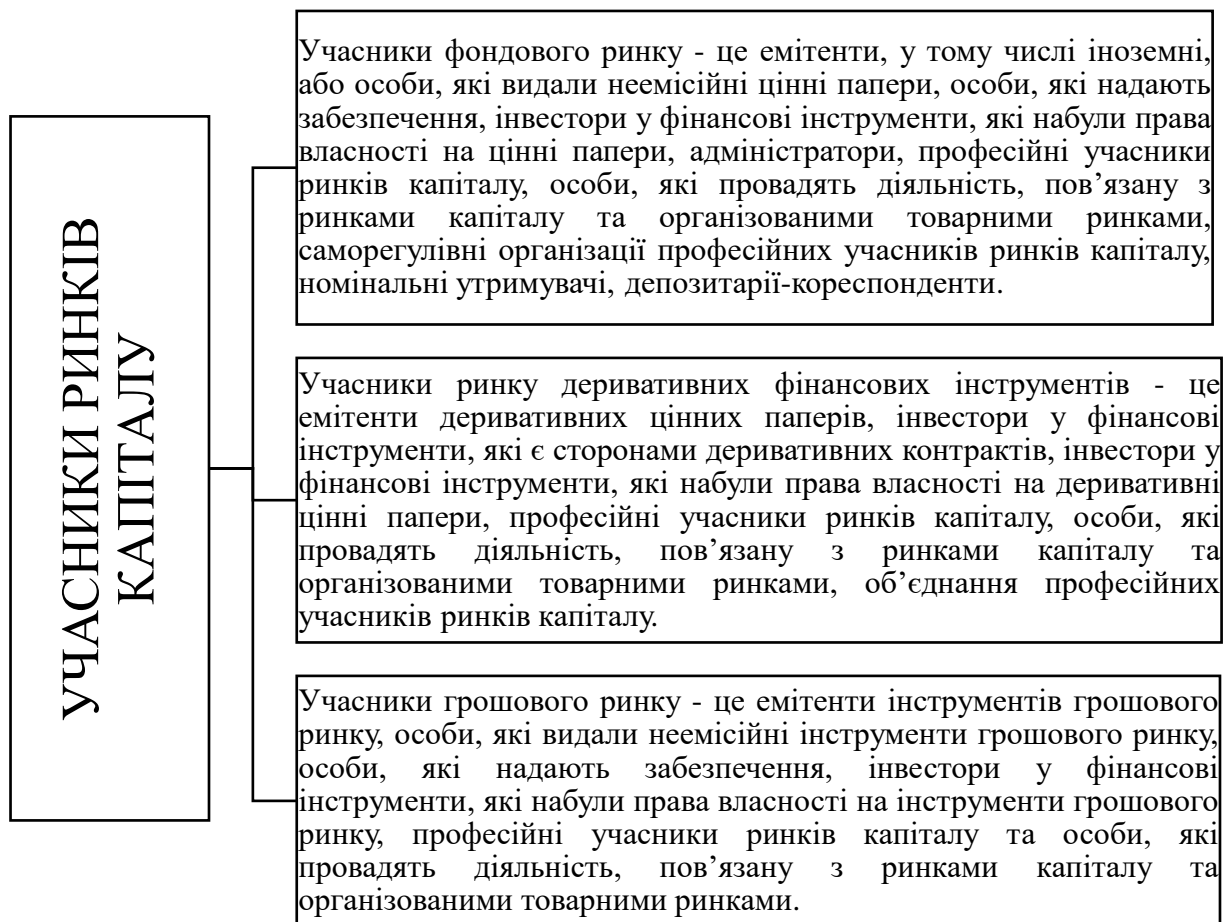 УЧАСНИКИ РИНКІВ
КАПІТАЛУ
Учасники фондового ринку - це емітенти, у тому числі іноземні,
або особи, які видали неемісійні цінні папери, особи, які надають
забезпечення, інвестори у фінансові інструменти, які набули права
власності на цінні папери, адміністратори, професійні учасники
ринків капіталу, особи, які провадять діяльність, пов’язану з
ринками капіталу та організованими товарними ринками,
саморегулівні організації професійних учасників ринків капіталу,
номінальні утримувачі, депозитарії-кореспонденти.
Учасники ринку деривативних фінансових інструментів - це
емітенти деривативних цінних паперів, інвестори у фінансові
інструменти, які є сторонами деривативних контрактів, інвестори у
фінансові інструменти, які набули права власності на деривативні
цінні папери, професійні учасники ринків капіталу, особи, які
провадять діяльність, пов’язану з ринками капіталу та
організованими товарними ринками, об’єднання професійних
учасників ринків капіталу.
Учасники грошового ринку - це емітенти інструментів грошового
ринку, особи, які видали неемісійні інструменти грошового ринку,
особи, які надають забезпечення, інвестори у фінансові
інструменти, які набули права власності на інструменти грошового
ринку, професійні учасники ринків капіталу та особи, які
провадять діяльність, пов’язану з ринками капіталу та
організованими товарними ринками.